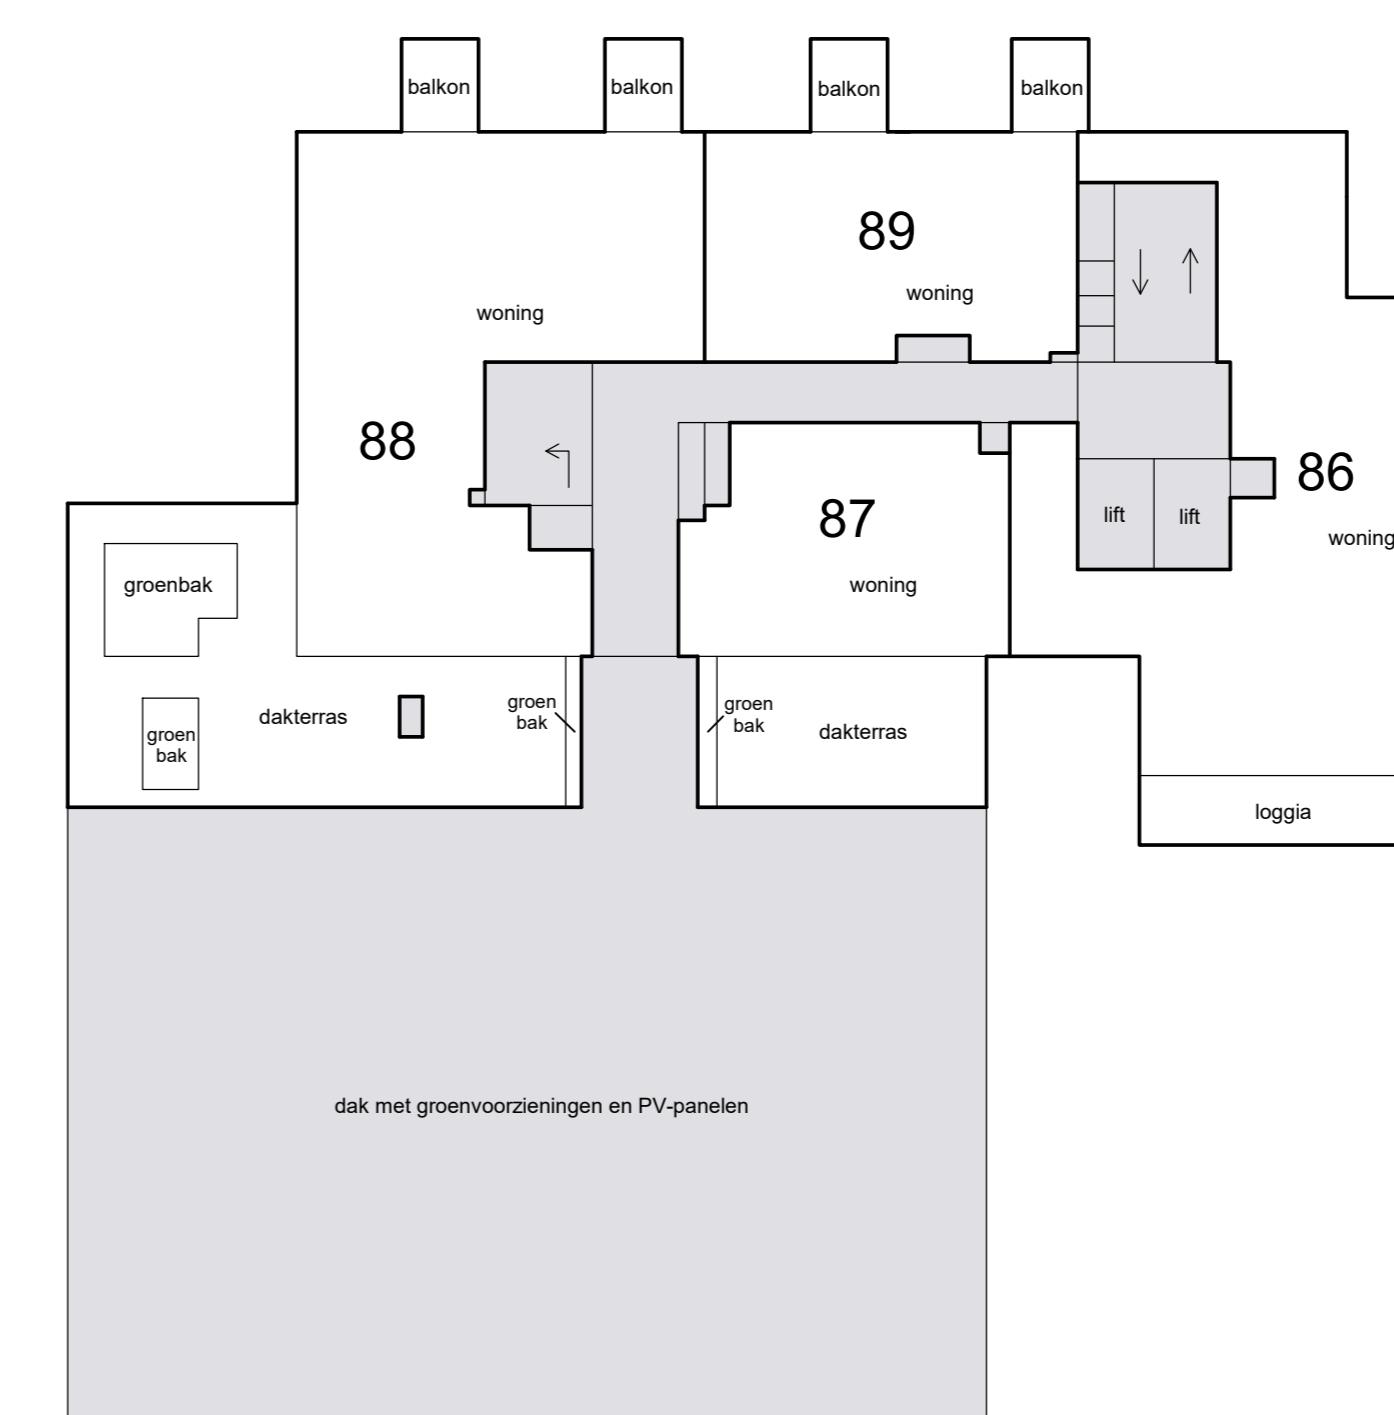 balkon
balkon
balkon
balkon
89
woning
woning
88
86
87
lift
lift
woning
groenbak
woning
groen
bak
groen
bak
dakterras
dakterras
groen
bak
loggia
dak met groenvoorzieningen en PV-panelen